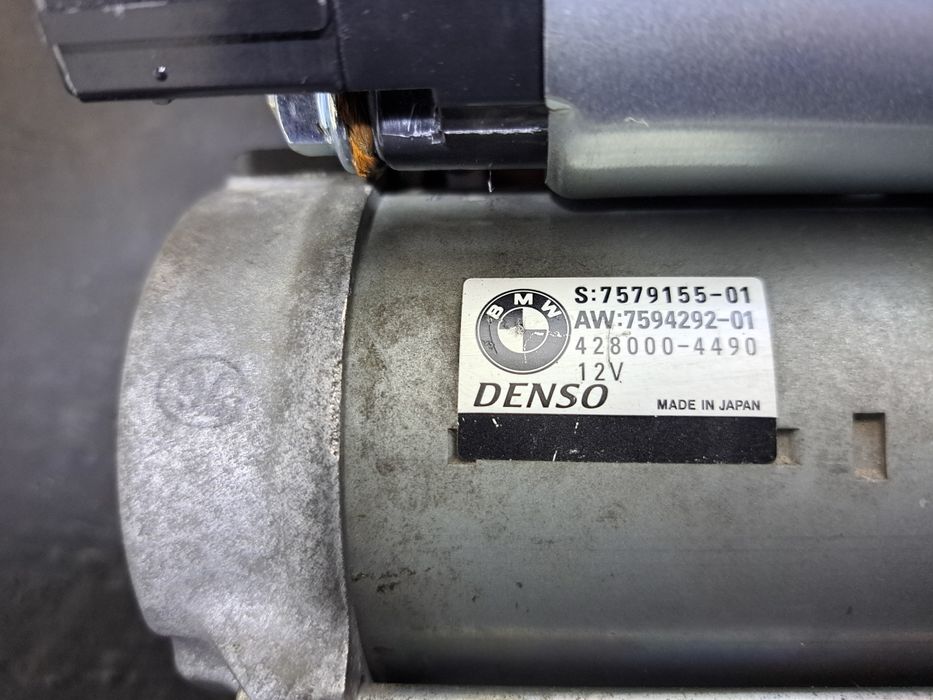 BMW
S:7579155-01
AW:7594292-01
428000-4490
12V
DENSO
MADE IN JAPAN